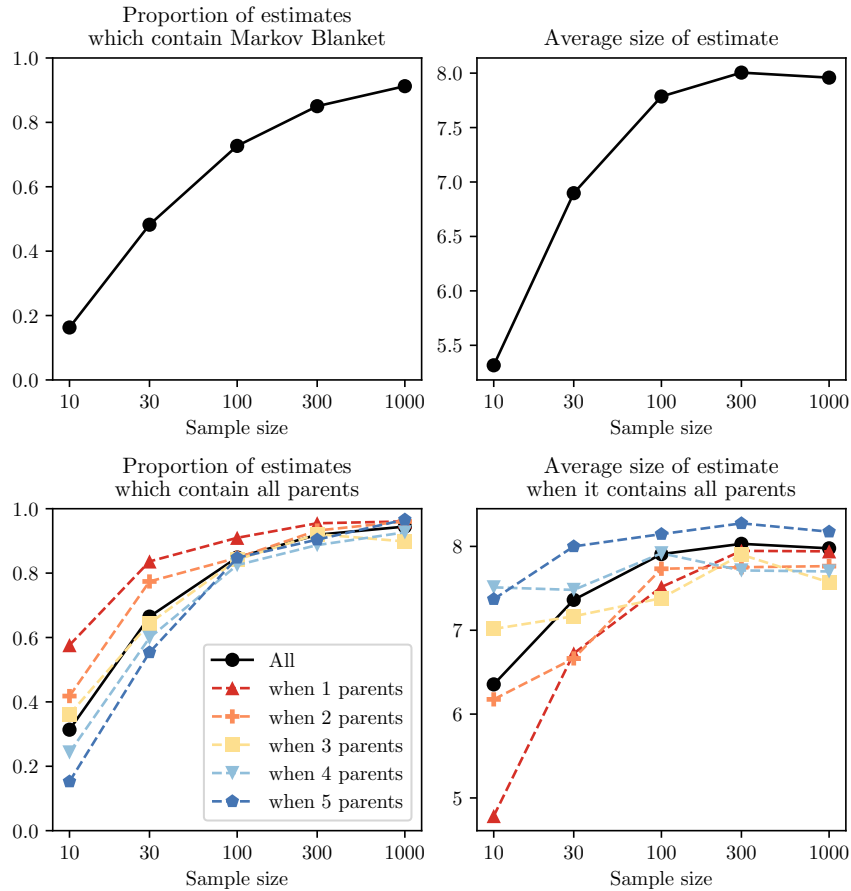 Proportion of estimates
which contain Markov Blanket
1.0
0.8
0.6
0.4
0.2
0.0
10 30 100 300 1000
Sample size
Average size of estimate
8.0
7.5
7.0
6.5
6.0
5.5
10 30 100 300 1000
Sample size
Proportion of estimates
which contain all parents
1.0
0.8
0.6
0.4
0.2
0.0
All
when 1 parents
when 2 parents
when 3 parents
when 4 parents
when 5 parents
10 30 100 300 1000
Sample size
Average size of estimate
when it contains all parents
8
7
6
5
10 30 100 300 1000
Sample size